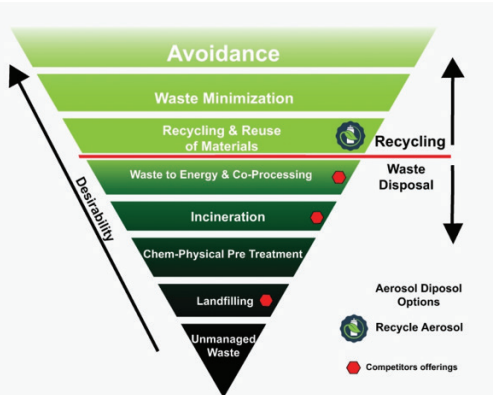 Avoidance
Waste Minimization
Recycling & Reuse
of Materials
Recycling
Waste to Energy & Co-Processing
Waste
Disposal
Incineration
Desirability
Chem-Physical Pre Treatment
Landfilling
Unmanaged
Waste
Aerosol Diposol
Options
Recycle Aerosol
Competitors offerings